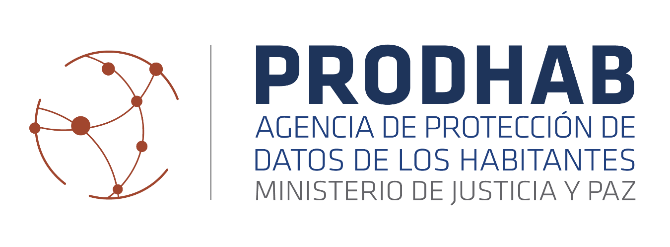 PRODHAB
AGENCIA DE PROTECCIÓN DE
DATOS DE LOS HABITANTES
MINISTERIO DE JUSTICIA Y PAZ